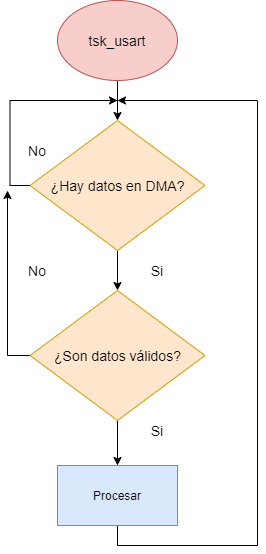 tsk_usart
No
¿Hay datos en DMA?
No
Si
¿Son datos válidos?
Si
Procesar